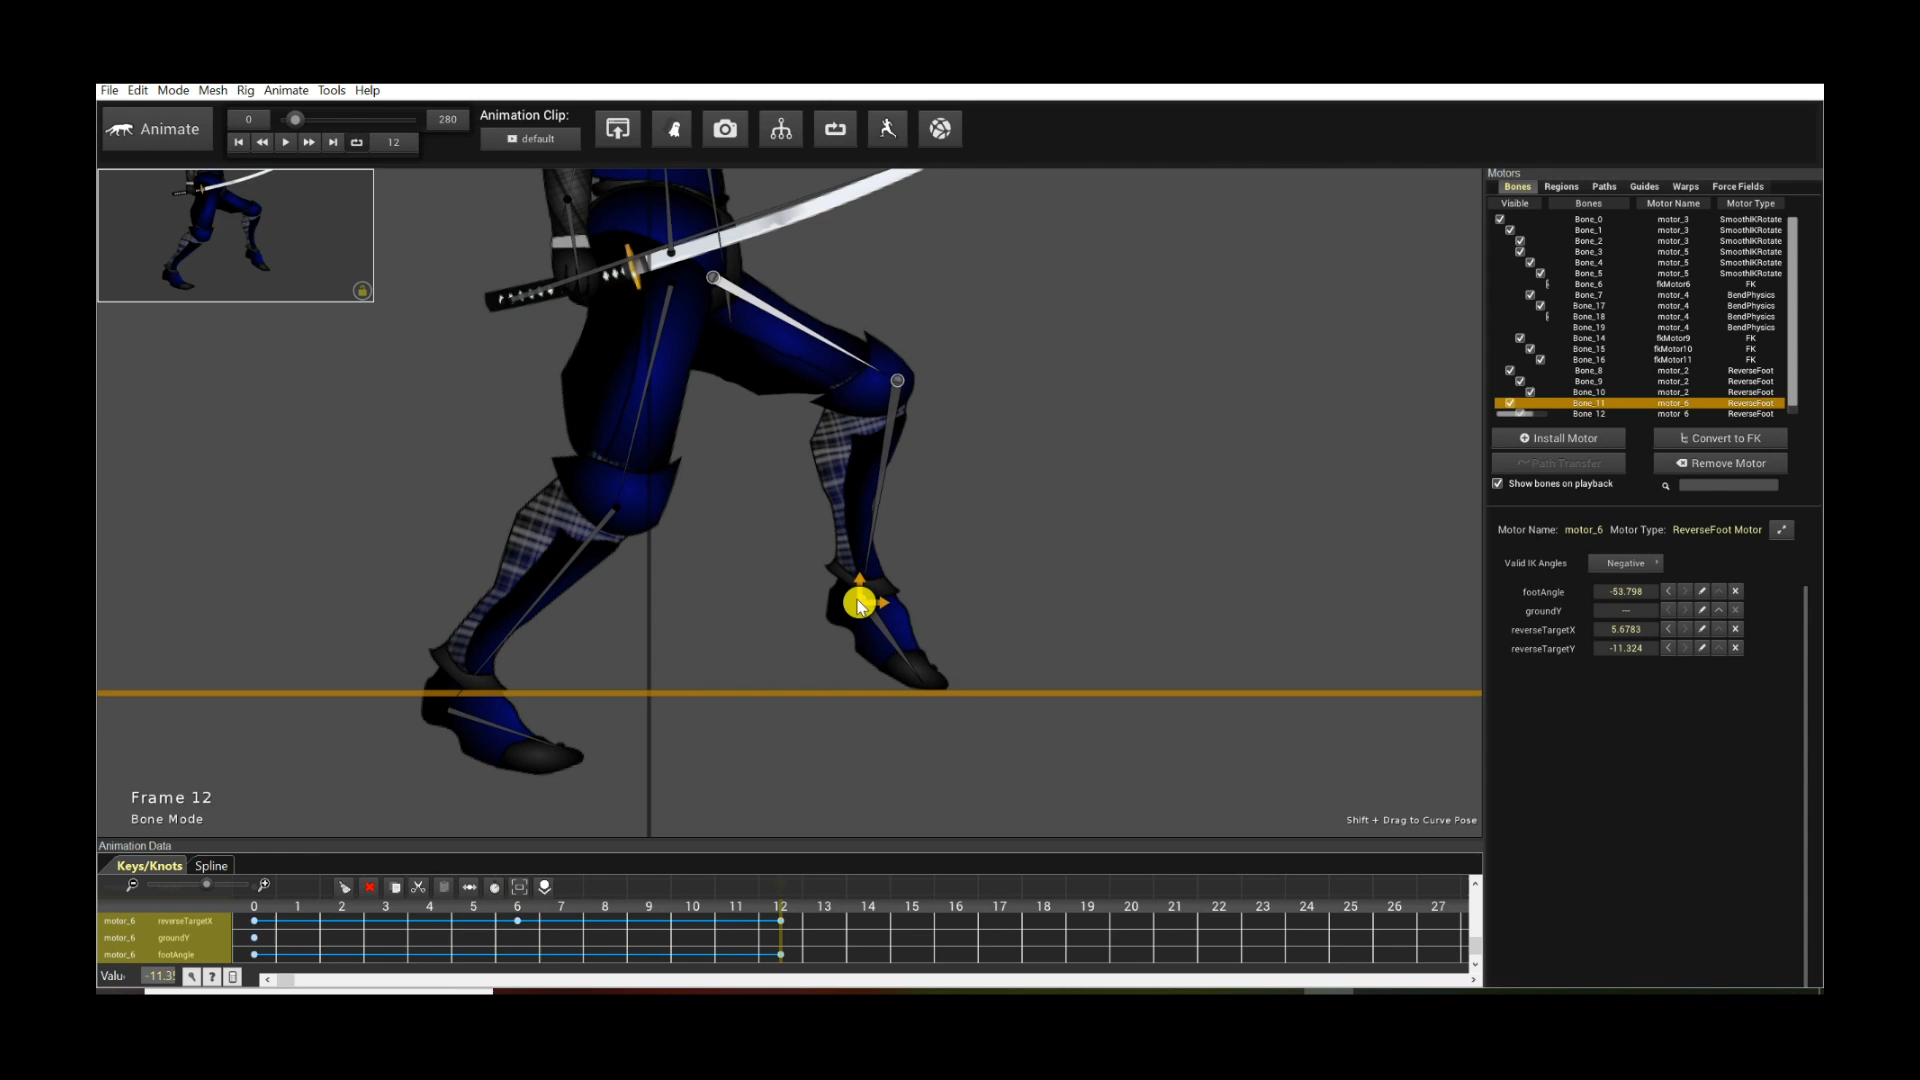 File Edit Mode Mesh Rig Animate Tools Help
Animate
0 280
12
Animation Clip:
default
Motors
Bones Regions Paths Guides Warps Force Fields
Visible Bones Motor Name Motor Type
Bone_0 motor_3 SmoothIKRotate
Bone_1 motor_3 SmoothIKRotate
Bone_2 motor_3 SmoothIKRotate
Bone_3 motor_5 SmoothIKRotate
Bone_4 motor_5 SmoothIKRotate
Bone_5 motor_5 SmoothIKRotate
Bone_6 fkMotor6 FK
Bone_7 motor_4 BendPhysics
Bone_17 motor_4 BendPhysics
Bone_18 motor_4 BendPhysics
Bone_19 motor_4 BendPhysics
Bone_14 fkMotor9 FK
Bone_15 fkMotor10 FK
Bone_16 fkMotor11 FK
Bone_8 motor_2 ReverseFoot
Bone_9 motor_2 ReverseFoot
Bone_10 motor_2 ReverseFoot
Bone_11 motor_6 ReverseFoot
Bone_12 motor_6 ReverseFoot
Install Motor Convert to FK
Path Transfer Remove Motor
Show bones on playback
Motor Name: motor_6 Motor Type: ReverseFoot Motor
Valid IK Angles Negative
footAngle -53.798
groundY ---
reverseTargetX 5.6783
reverseTargetY -11.324
Frame 12
Bone Mode
Shift + Drag to Curve Pose
Animation Data
Keys/Knots Spline
0 1 2 3 4 5 6 7 8 9 10 11 12 13 14 15 16 17 18 19 20 21 22 23 24 25 26 27
motor_6 reverseTargetX
motor_6 groundY
motor_6 footAngle
Valu -11.3